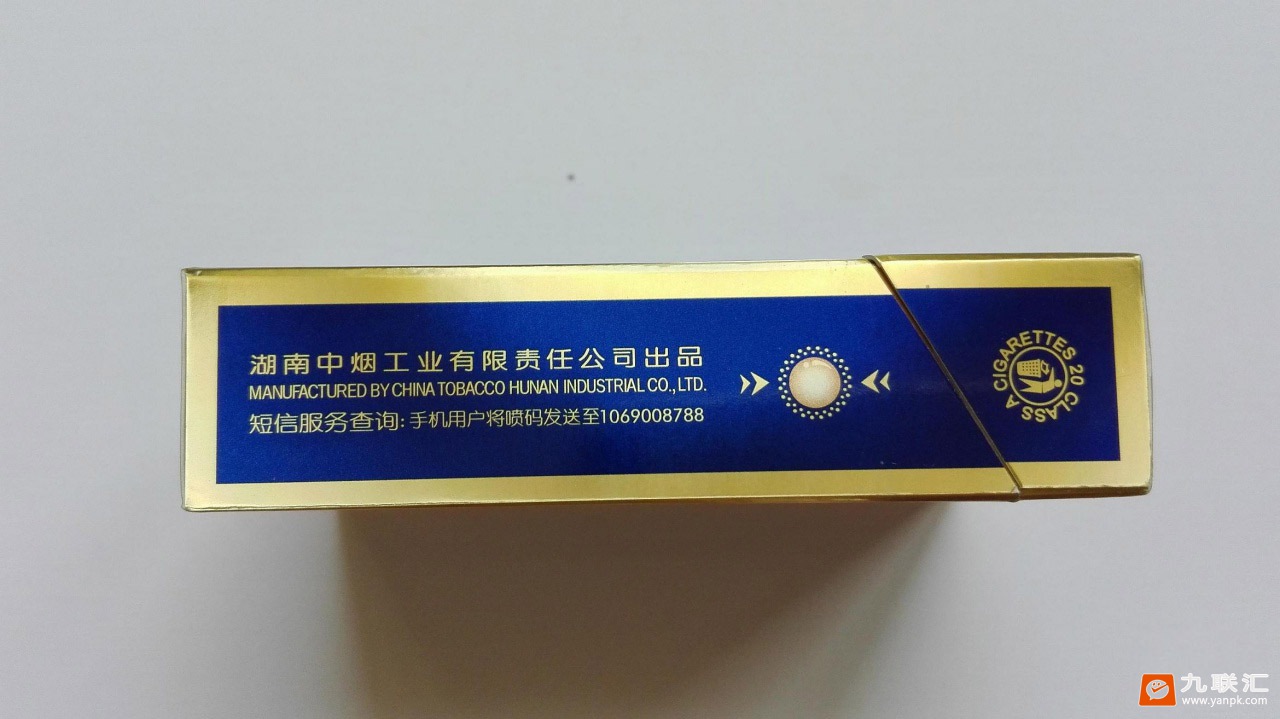 湖南中烟工业有限责任公司出品
MANUFACTURED BY CHINA TOBACCO HUNAN INDUSTRIAL CO.,LTD.
短信服务查询:手机用户将喷码发送至1069008788
CIGARETTES 20 CLASS A
九联汇
www.yanpk.com